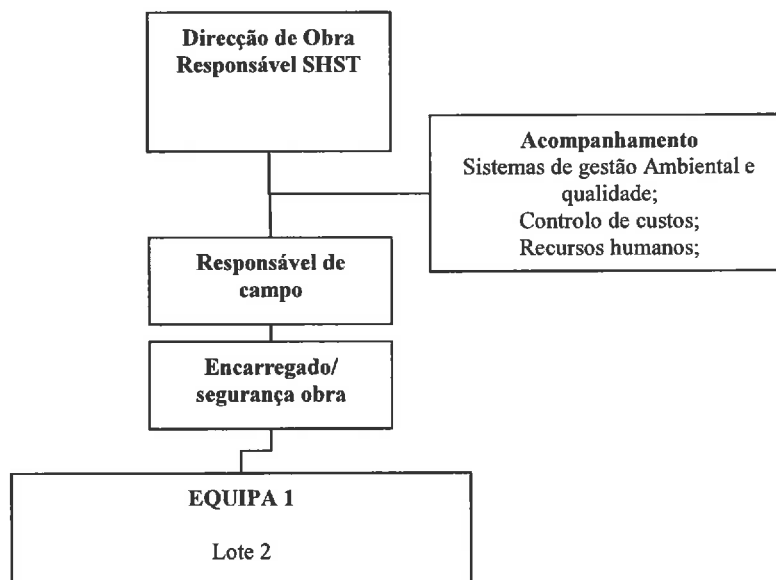 Direcção de Obra
Responsável SHST
Acompanhamento
Sistemas de gestão Ambiental e
qualidade;
Controlo de custos;
Recursos humanos;
Responsável de
campo
Encarregado/
segurança obra
EQUIPA 1
Lote 2